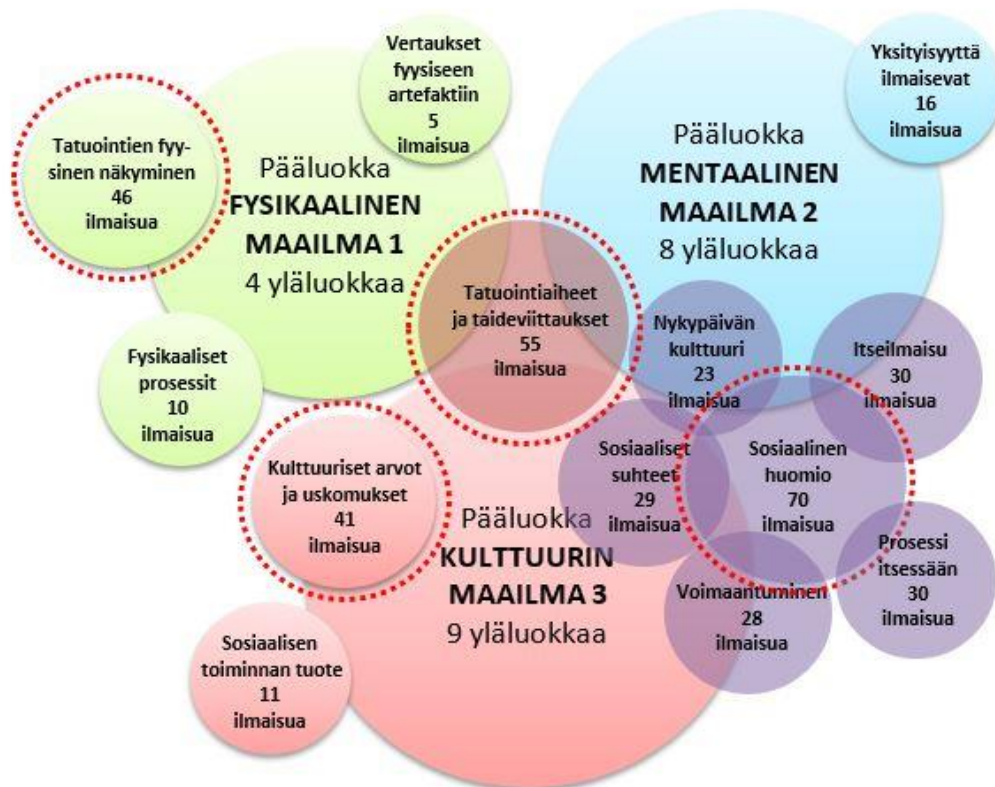 Vertaukset
fyysiseen
artefaktiin
5
ilmaisua
Yksityisyyttä
ilmaisevat
16
ilmaisua
Tatuointien fyy-
sinen näkyminen
46
ilmaisua
Pääluokka
FYSIKAALINEN
MAAILMA 1
4 yläluokkaa
Pääluokka
MENTAALINEN
MAAILMA 2
8 yläluokkaa
Tatuointiaiheet
ja taideviittaukset
55
ilmaisua
Nykypäivän
kulttuuri
23
ilmaisua
Itseilmaisu
30
ilmaisua
Fysikaaliset
prosessit
10
ilmaisua
Kulttuuriset arvot
ja uskomukset
41
ilmaisua
Sosiaaliset
suhteet
29
ilmaisua
Sosiaalinen
huomio
70
ilmaisua
Pääluokka
KULTTUURIN
MAAILMA 3
9 yläluokkaa
Prosessi
itsessään
30
ilmaisua
Voimaantuminen
28
ilmaisua
Sosiaalisen
toiminnan tuote
11
ilmaisua